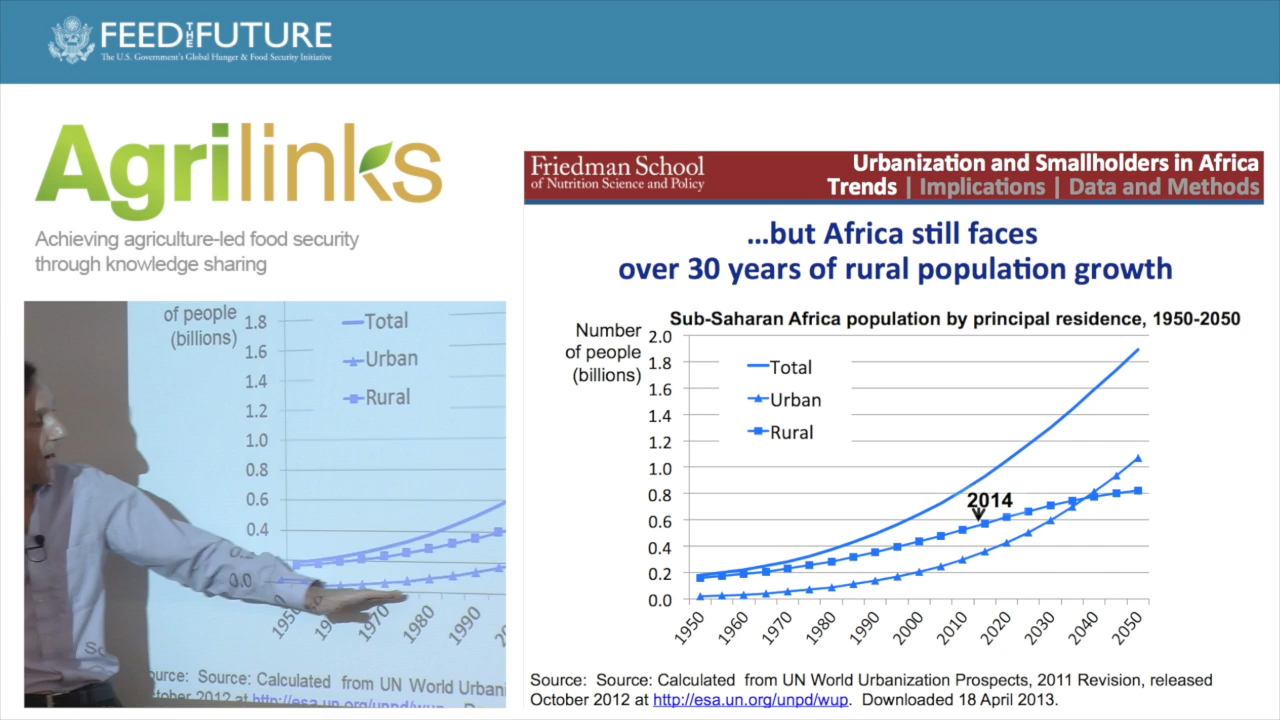 FEED THE FUTURE
The U.S. Government's Global Hunger & Food Security Initiative
Agrilinks
Achieving agriculture-led food security
through knowledge sharing
of people
(billions)
1.8
1.6
1.4
1.2
1.0
0.8
0.6
0.4
0.0
Total
Urban
Rural
1950
1970
1980
1990
Source: Calculated from UN World
2012 at http://esa.un.org/unpd/wup.
Friedman School
of Nutrition Science and Policy
Urbanization and Smallholders in Africa
Trends | Implications | Data and Methods
...but Africa still faces
over 30 years of rural population growth
Sub-Saharan Africa population by principal residence, 1950-2050
Number
of people
(billions)
2.0
1.8
1.6
1.4
1.2
1.0
0.8
0.6
0.4
0.2
0.0
Total
Urban
Rural
2014
1950
1960
1970
1980
1990
2000
2010
2020
2030
2040
2050
Source: Source: Calculated from UN World Urbanization Prospects, 2011 Revision, released
October 2012 at http://esa.un.org/unpd/wup. Downloaded 18 April 2013.